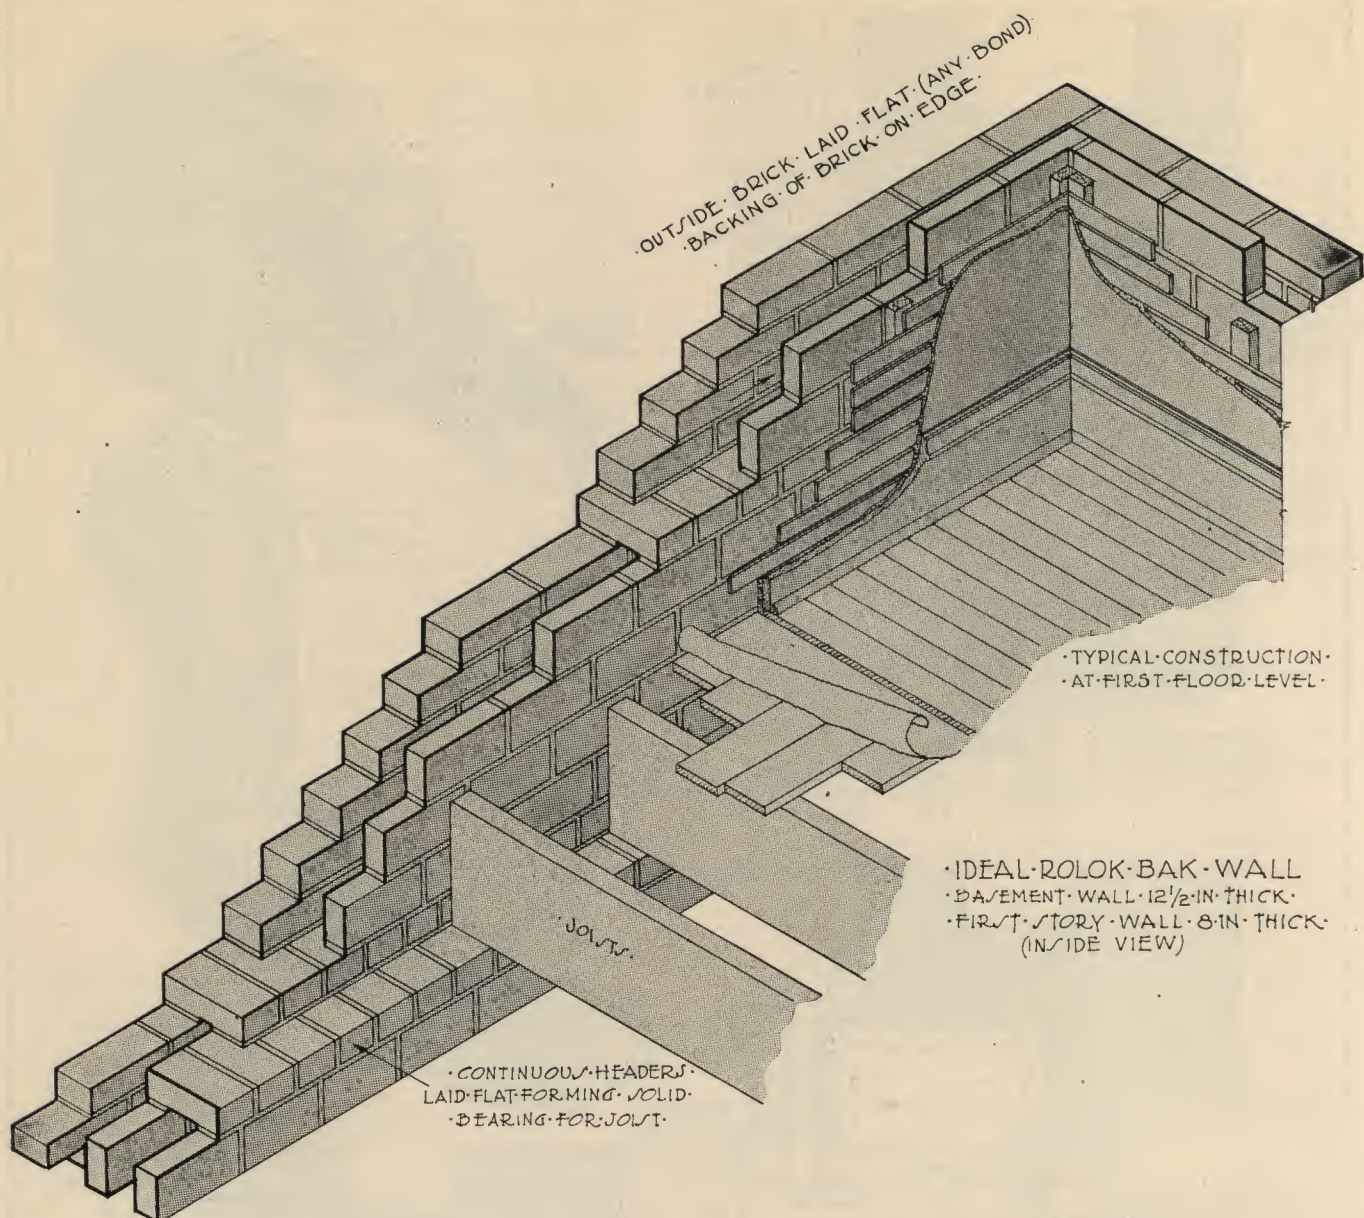 ·OUTSIDE·BRICK·LAID·FLAT·(ANY·BOND)·
·BACKING·OF·BRICK·ON·EDGE·
·TYPICAL·CONSTRUCTION·
·AT·FIRST·FLOOR·LEVEL·
·IDEAL·ROLOK·BAK·WALL
·BASEMENT·WALL·12½·IN·THICK·
·FIRST·STORY·WALL·8·IN·THICK·
(INSIDE VIEW)
JOISTS·
·CONTINUOUS·HEADERS·
LAID·FLAT·FORMING·SOLID·
·BEARING·FOR·JOIST·